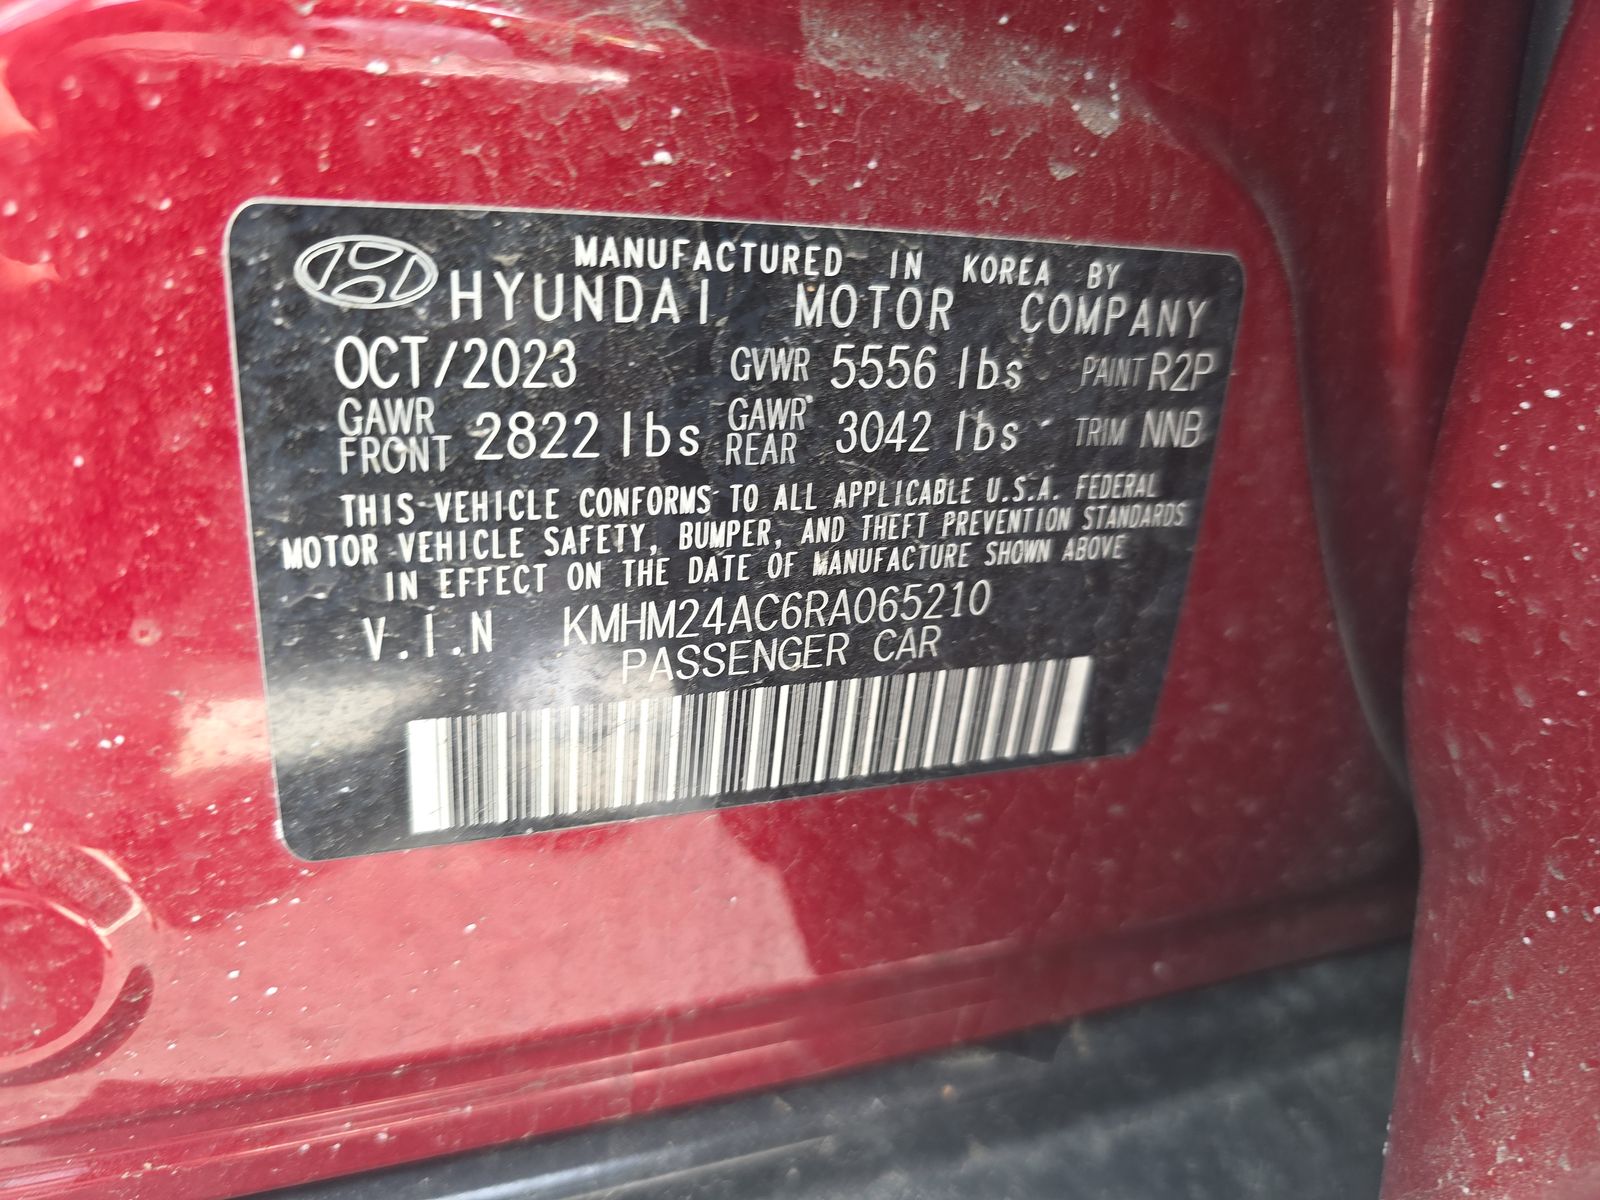 MANUFACTURED IN KOREA BY
HYUNDAI MOTOR COMPANY
OCT/2023 GVWR 5556 lbs PAINT R2P
GAWR FRONT 2822 lbs GAWR REAR 3042 lbs TRIM NNB
THIS VEHICLE CONFORMS TO ALL APPLICABLE U.S.A. FEDERAL
MOTOR VEHICLE SAFETY, BUMPER, AND THEFT PREVENTION STANDARDS
IN EFFECT ON THE DATE OF MANUFACTURE SHOWN ABOVE
V.I.N KMHM24AC6RA065210
PASSENGER CAR